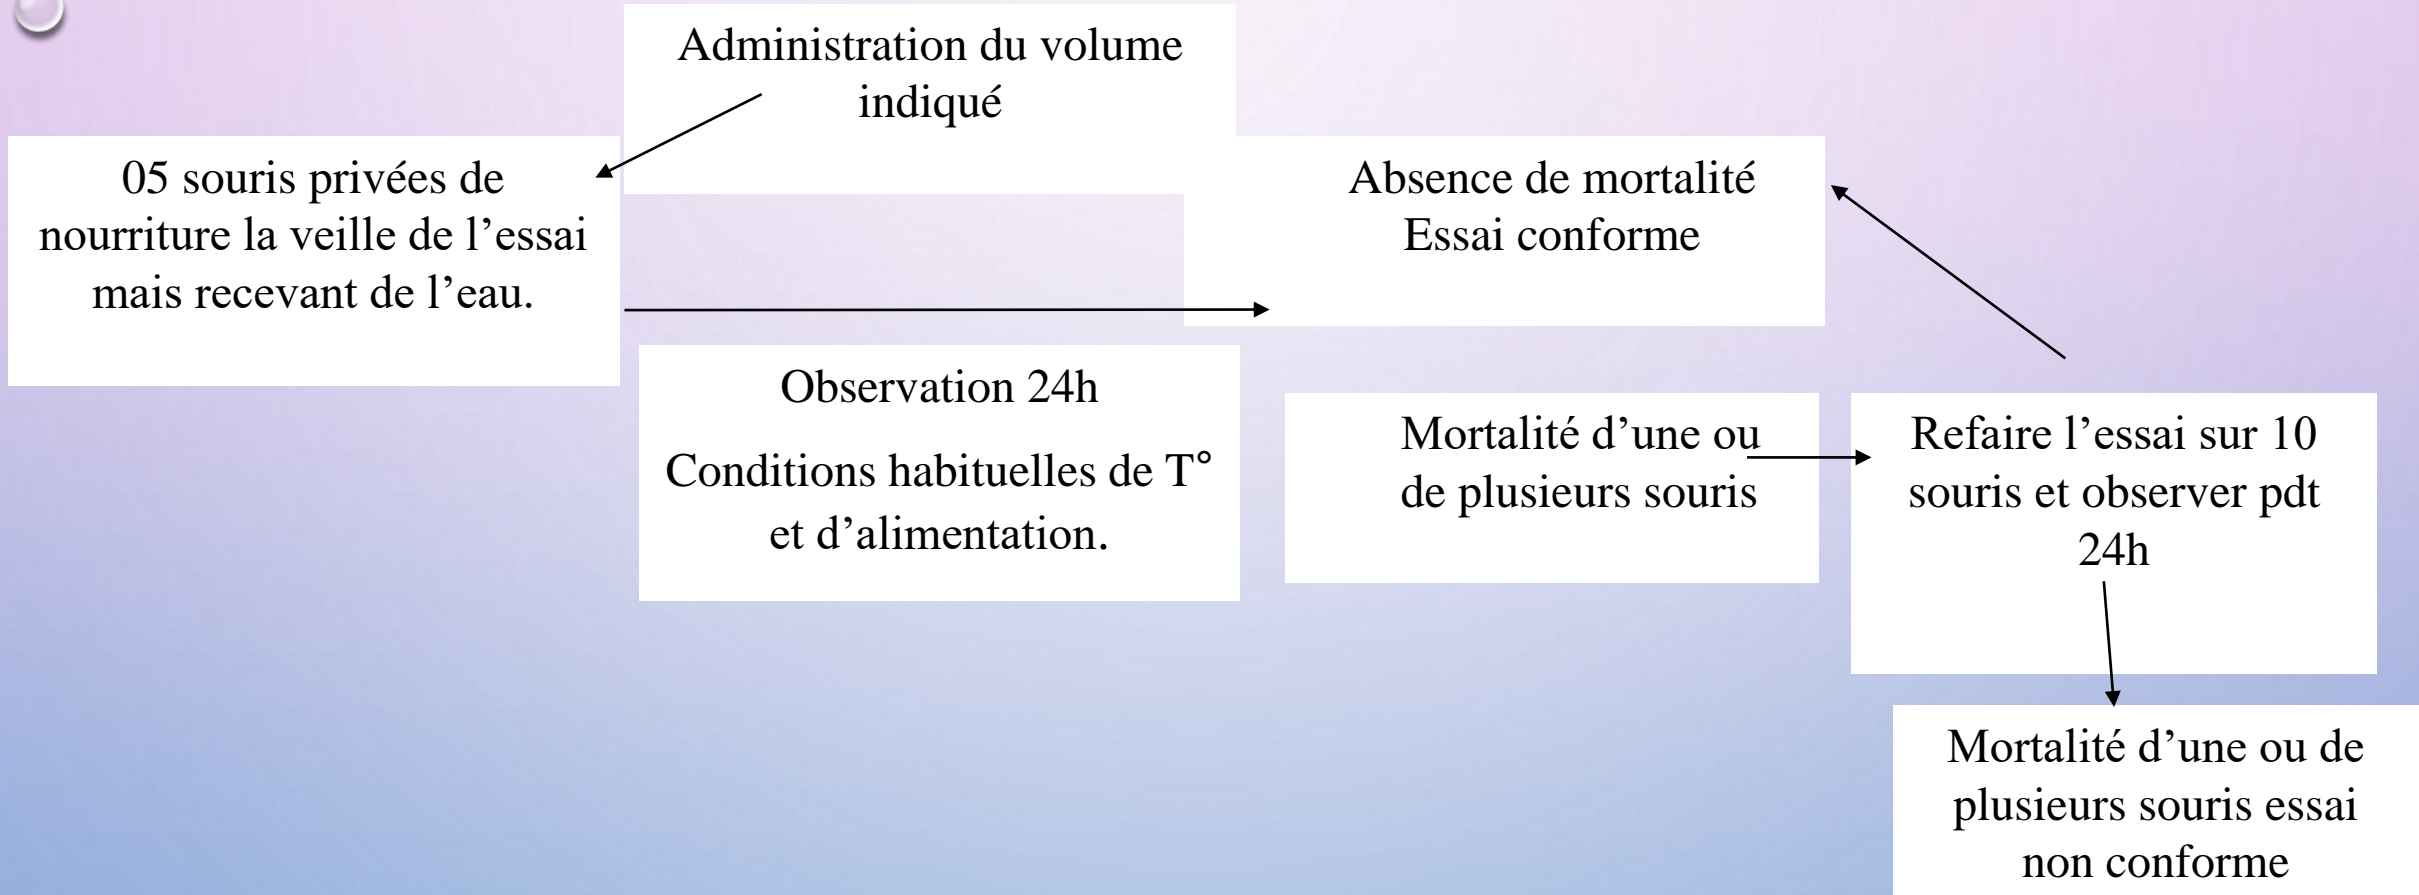 Administration du volume
indiqué
05 souris privées de
nourriture la veille de l’essai
mais recevant de l’eau.
Absence de mortalité
Essai conforme
Observation 24h
Conditions habituelles de T°
et d’alimentation.
Mortalité d’une ou
de plusieurs souris
Refaire l’essai sur 10
souris et observer pdt
24h
Mortalité d’une ou de
plusieurs souris essai
non conforme